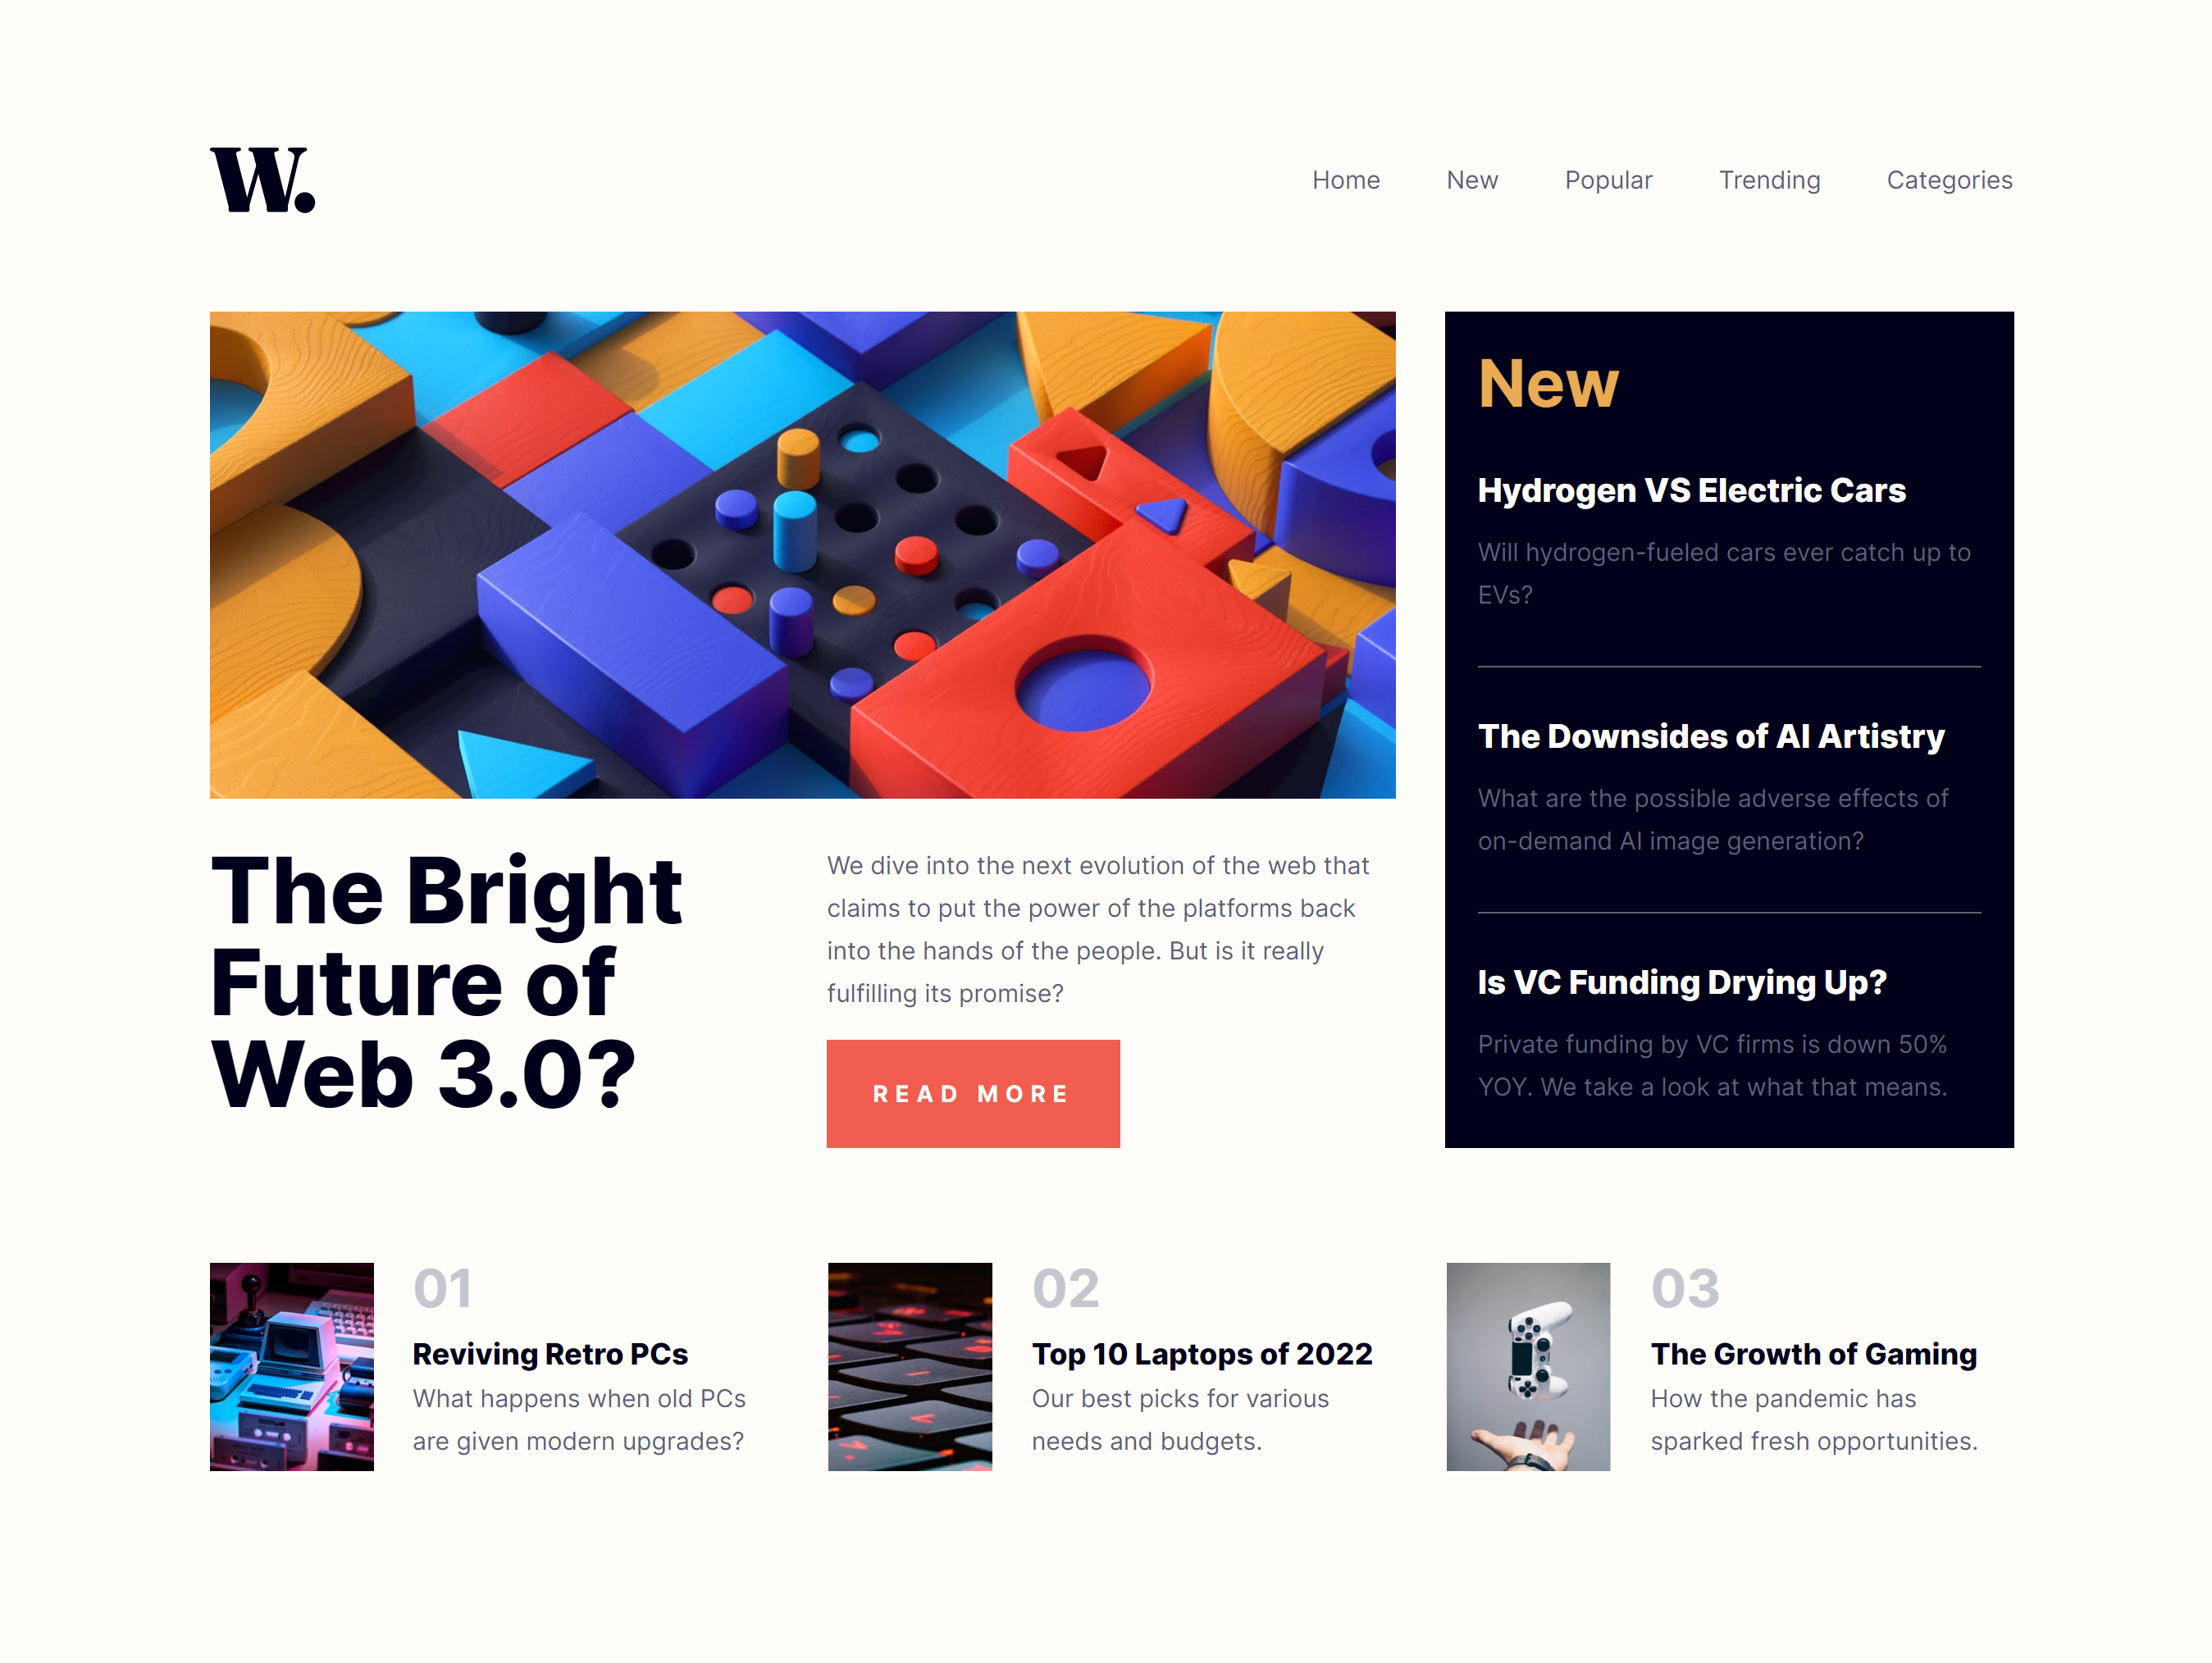 W.
Home New Popular Trending Categories
The Bright
Future of
Web 3.0?
We dive into the next evolution of the web that
claims to put the power of the platforms back
into the hands of the people. But is it really
fulfilling its promise?
READ MORE
New
Hydrogen VS Electric Cars
Will hydrogen-fueled cars ever catch up to
EVs?
The Downsides of AI Artistry
What are the possible adverse effects of
on-demand AI image generation?
Is VC Funding Drying Up?
Private funding by VC firms is down 50%
YOY. We take a look at what that means.
01
Reviving Retro PCs
What happens when old PCs
are given modern upgrades?
02
Top 10 Laptops of 2022
Our best picks for various
needs and budgets.
03
The Growth of Gaming
How the pandemic has
sparked fresh opportunities.